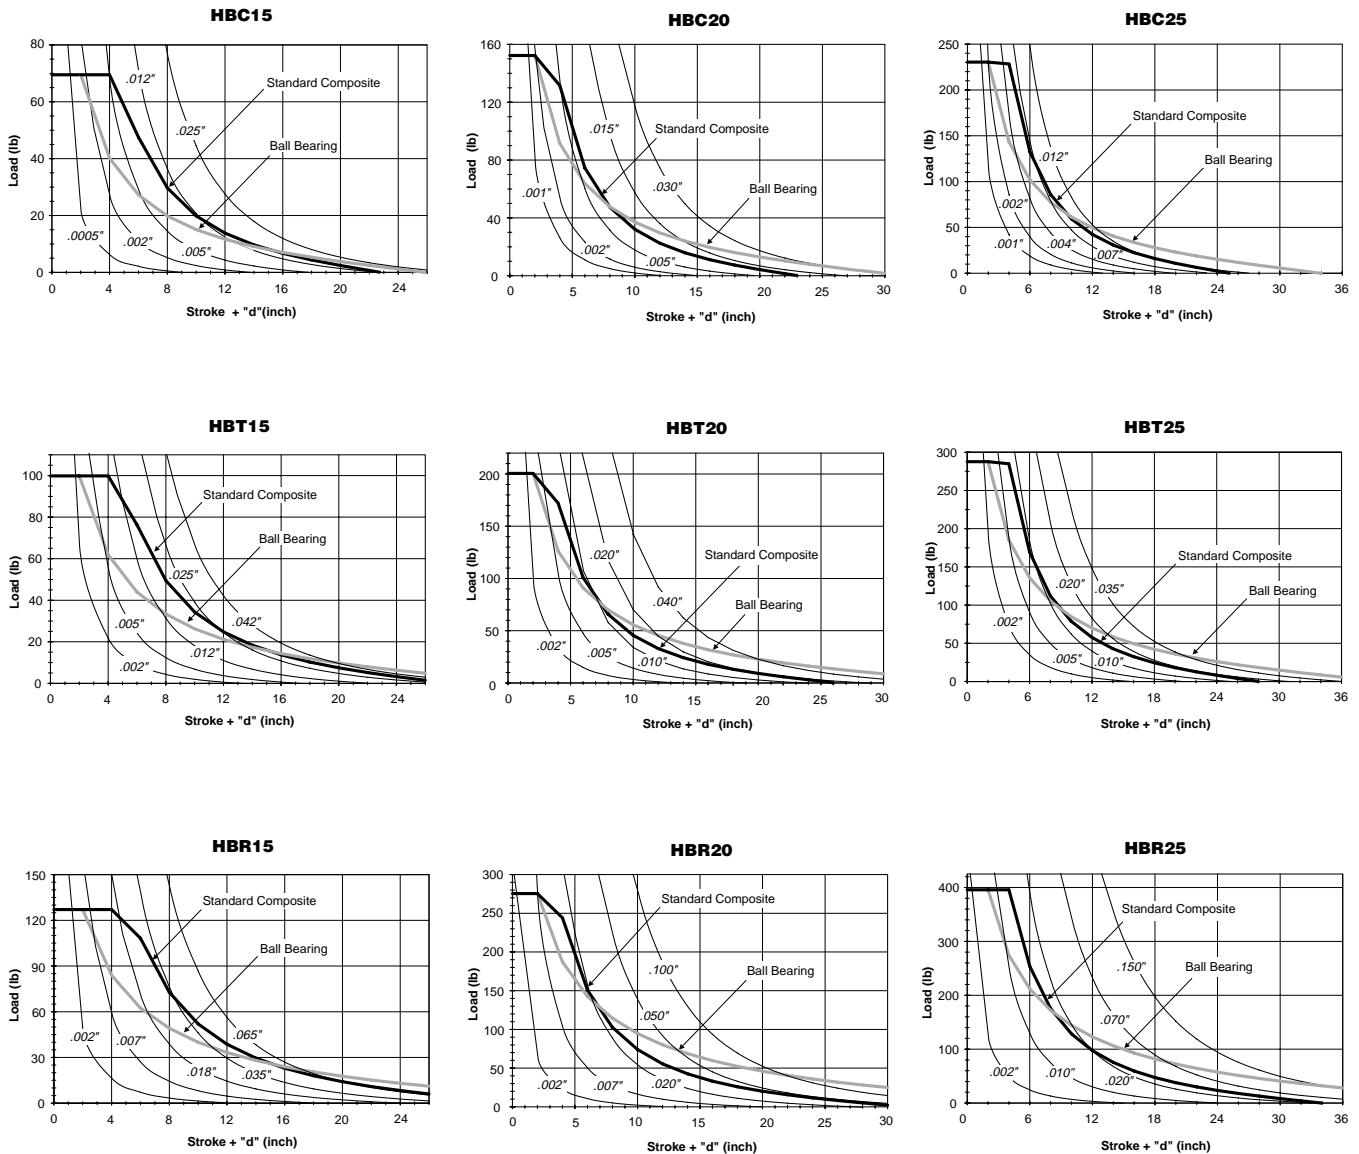 HBC15
80
60
40
20
0
Load (lb)
.012"
.025"
.0005"
.002"
.005"
Standard Composite
Ball Bearing
0 4 8 12 16 20 24
Stroke + "d"(inch)
HBC20
160
120
80
40
0
Load (lb)
.015"
.030"
.001"
.002"
.005"
Standard Composite
Ball Bearing
0 5 10 15 20 25 30
Stroke + "d" (inch)
HBC25
250
200
150
100
50
0
Load (lb)
.012"
.002"
.001"
.004"
.007"
Standard Composite
Ball Bearing
0 6 12 18 24 30 36
Stroke + "d" (inch)
HBT15
100
80
60
40
20
0
Load (lb)
.025"
.042"
.005"
.012"
.002"
Standard Composite
Ball Bearing
0 4 8 12 16 20 24
Stroke + "d" (inch)
HBT20
200
150
100
50
0
Load (lb)
.020"
.040"
.002"
.005"
.010"
Standard Composite
Ball Bearing
0 5 10 15 20 25 30
Stroke + "d" (inch)
HBT25
300
250
200
150
100
50
0
Load (lb)
.020"
.035"
.002"
.005"
.010"
Standard Composite
Ball Bearing
0 6 12 18 24 30 36
Stroke + "d" (inch)
HBR15
150
120
90
60
30
0
Load (lb)
.002"
.007"
.018"
.035"
.065"
Standard Composite
Ball Bearing
0 4 8 12 16 20 24
Stroke + "d" (inch)
HBR20
300
250
200
150
100
50
0
Load (lb)
.100"
.050"
.002"
.007"
.020"
Standard Composite
Ball Bearing
0 5 10 15 20 25 30
Stroke + "d" (inch)
HBR25
400
300
200
100
0
Load (lb)
.150"
.070"
.002"
.010"
.020"
Standard Composite
Ball Bearing
0 6 12 18 24 30 36
Stroke + "d" (inch)